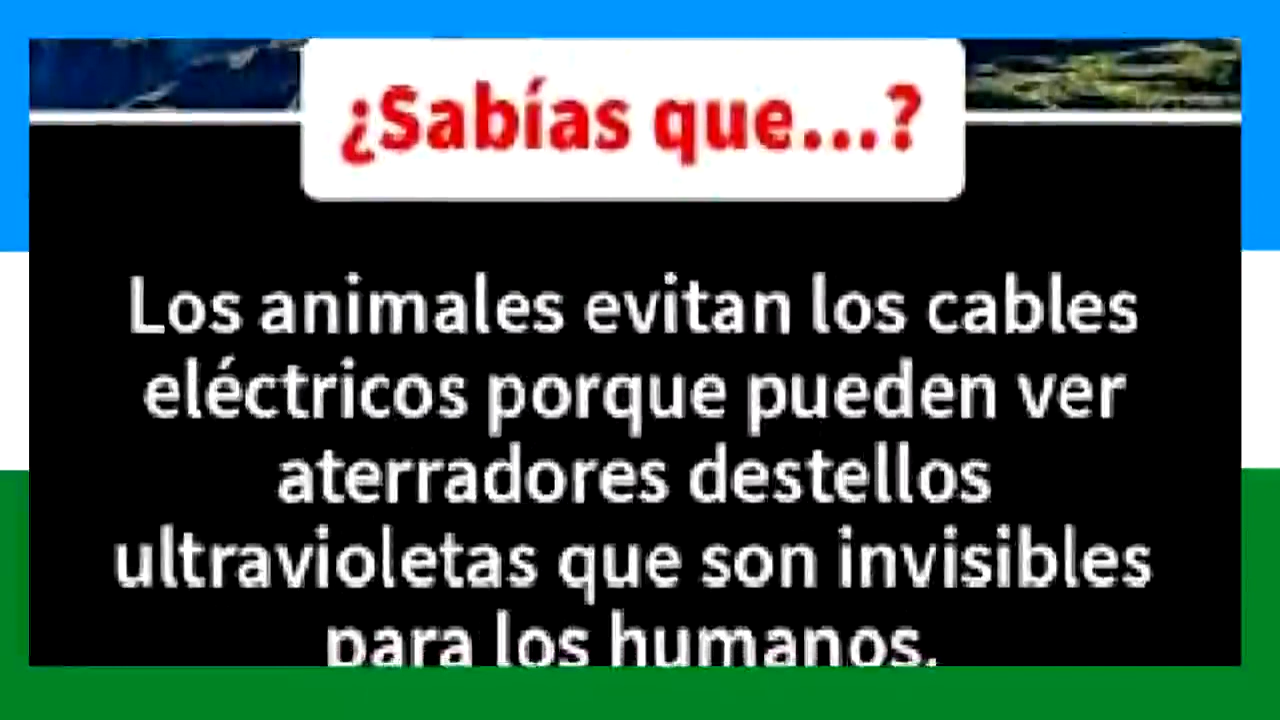 ¿Sabías que...?
Los animales evitan los cables
eléctricos porque pueden ver
aterradores destellos
ultravioletas que son invisibles
para los humanos.